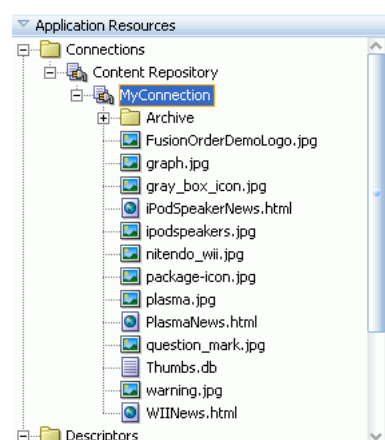 Application Resources
Connections
Content Repository
MyConnection
Archive
FusionOrderDemoLogo.jpg
graph.jpg
gray_box_icon.jpg
iPodSpeakerNews.html
ipodspeakers.jpg
nitendo_wii.jpg
package-icon.jpg
plasma.jpg
PlasmaNews.html
question_mark.jpg
Thumbs.db
warning.jpg
WIINews.html
Descriptors